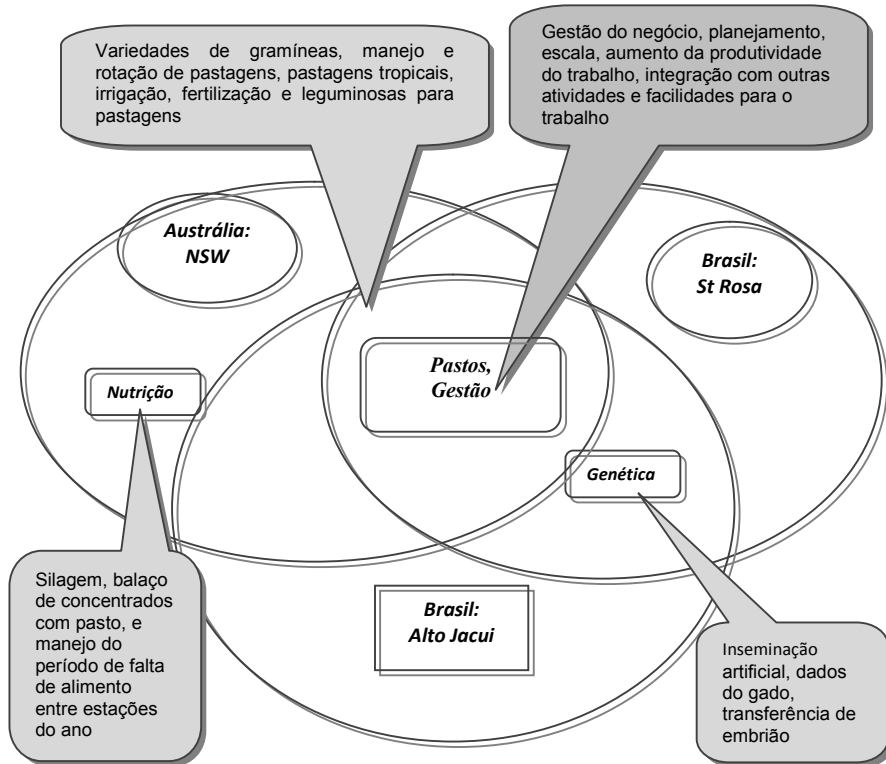 Variedades de gramíneas, manejo e
rotação de pastagens, pastagens tropicais,
irrigação, fertilização e leguminosas para
pastagens
Gestão do negócio, planejamento,
escala, aumento da produtividade
do trabalho, integração com outras
atividades e facilidades para o
trabalho
Austrália:
NSW
Brasil:
St Rosa
Pastos,
Gestão
Nutrição
Genética
Silagem, balaço
de concentrados
com pasto, e
manejo do
período de falta
de alimento
entre estações
do ano
Brasil:
Alto Jacui
Inseminação
artificial, dados
do gado,
transferência de
embrião